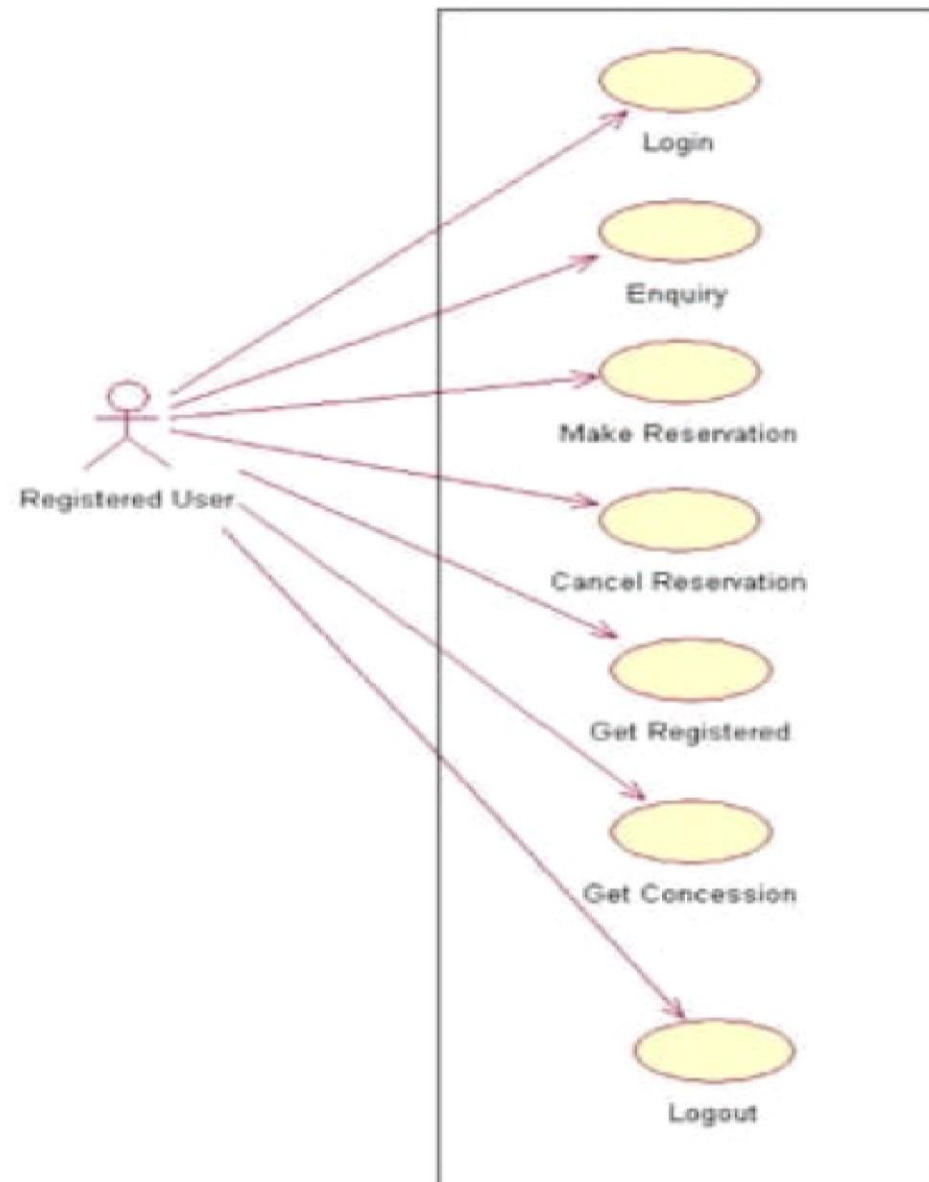 Login
Enquiry
Make Reservation
Registered User
Cancel Reservation
Get Registered
Get Concession
Logout